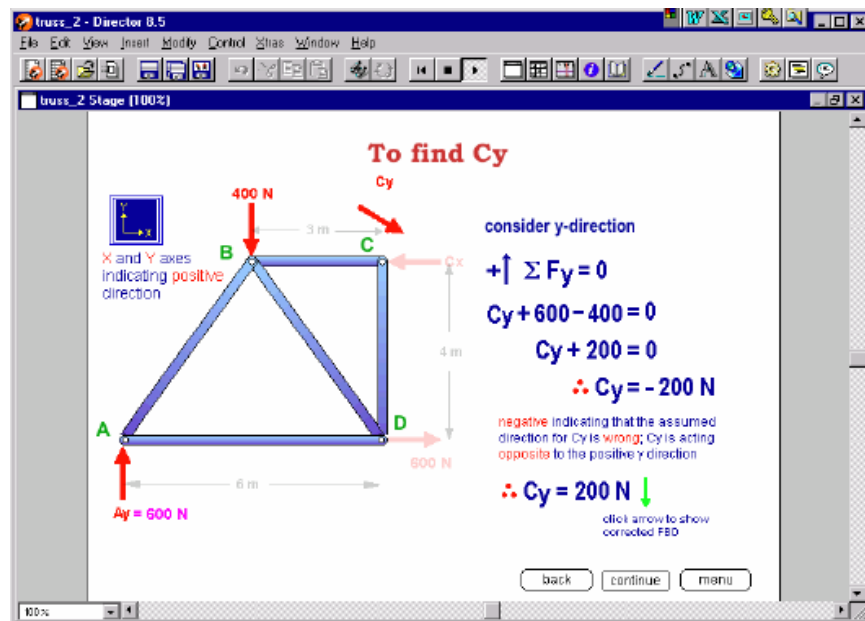 truss_2 - Director 8.5
File Edit View Insert Modify Control Xtras Window Help
truss_2 Stage (100%)
To find Cy
Cy
400 N
3 m
B
C
Cx
Y
X
X and Y axes
indicating positive
direction
4 m
A
D
600 N
6 m
Ay = 600 N
consider y-direction
+↑ Σ Fy = 0
Cy + 600 – 400 = 0
Cy + 200 = 0
∴ Cy = - 200 N
negative indicating that the assumed
direction for Cy is wrong; Cy is acting
opposite to the positive y direction
∴ Cy = 200 N ↓
click arrow to show
corrected FBD
back
continue
menu
100%